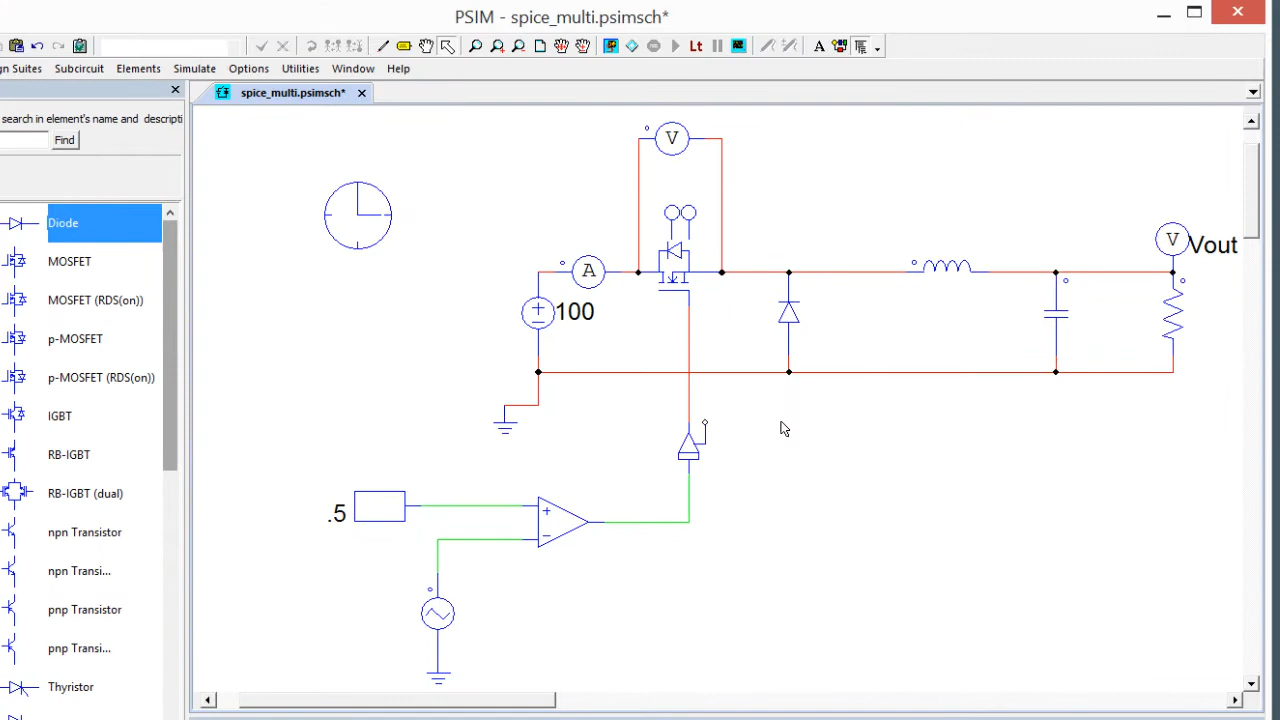 PSIM - spice_multi.psimsch*
Lt
A
gn Suites Subcircuit Elements Simulate Options Utilities Window Help
spice_multi.psimsch*
search in element's name and descripti
Find
Diode
MOSFET
MOSFET (RDS(on))
p-MOSFET
p-MOSFET (RDS(on))
IGBT
RB-IGBT
RB-IGBT (dual)
npn Transistor
npn Transi...
pnp Transistor
pnp Transi...
Thyristor
V
V
Vout
A
+
100
.5
+